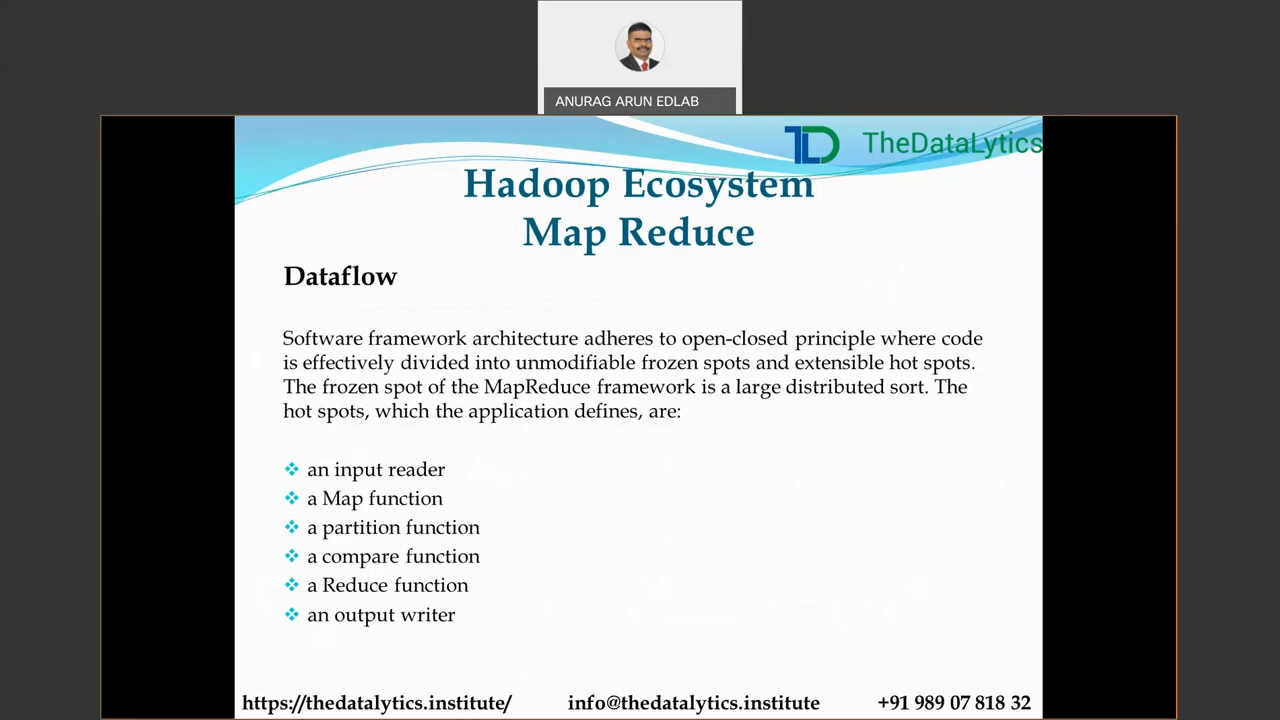 ANURAG ARUN EDLAB
TheDataLytics
Hadoop Ecosystem
Map Reduce
Dataflow
Software framework architecture adheres to open-closed principle where code
is effectively divided into unmodifiable frozen spots and extensible hot spots.
The frozen spot of the MapReduce framework is a large distributed sort. The
hot spots, which the application defines, are:
an input reader
a Map function
a partition function
a compare function
a Reduce function
an output writer
https://thedatalytics.institute/ info@thedatalytics.institute +91 989 07 818 32